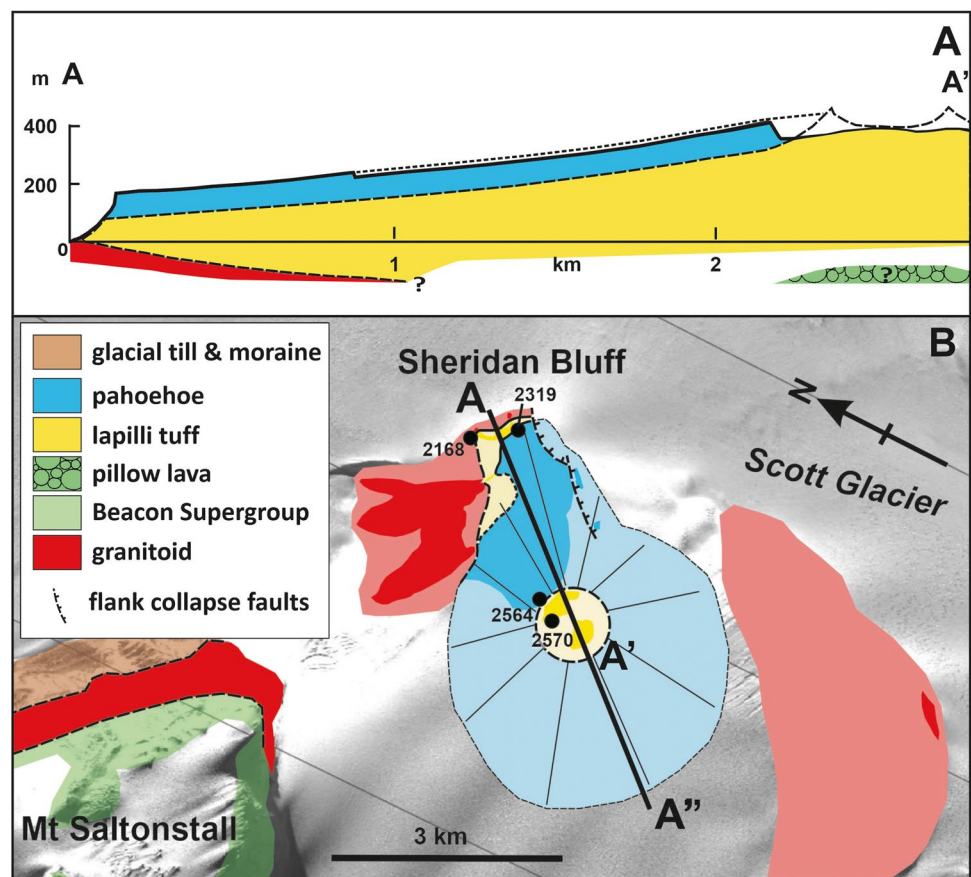 A
m A
A’
400
200
0
1
km
2
?
?
B
glacial till & moraine
pahoehoe
lapilli tuff
pillow lava
Beacon Supergroup
granitoid
flank collapse faults
Sheridan Bluff
A
2319
2168
N
Scott Glacier
2564
2570
A’
A”
Mt Saltonstall
3 km